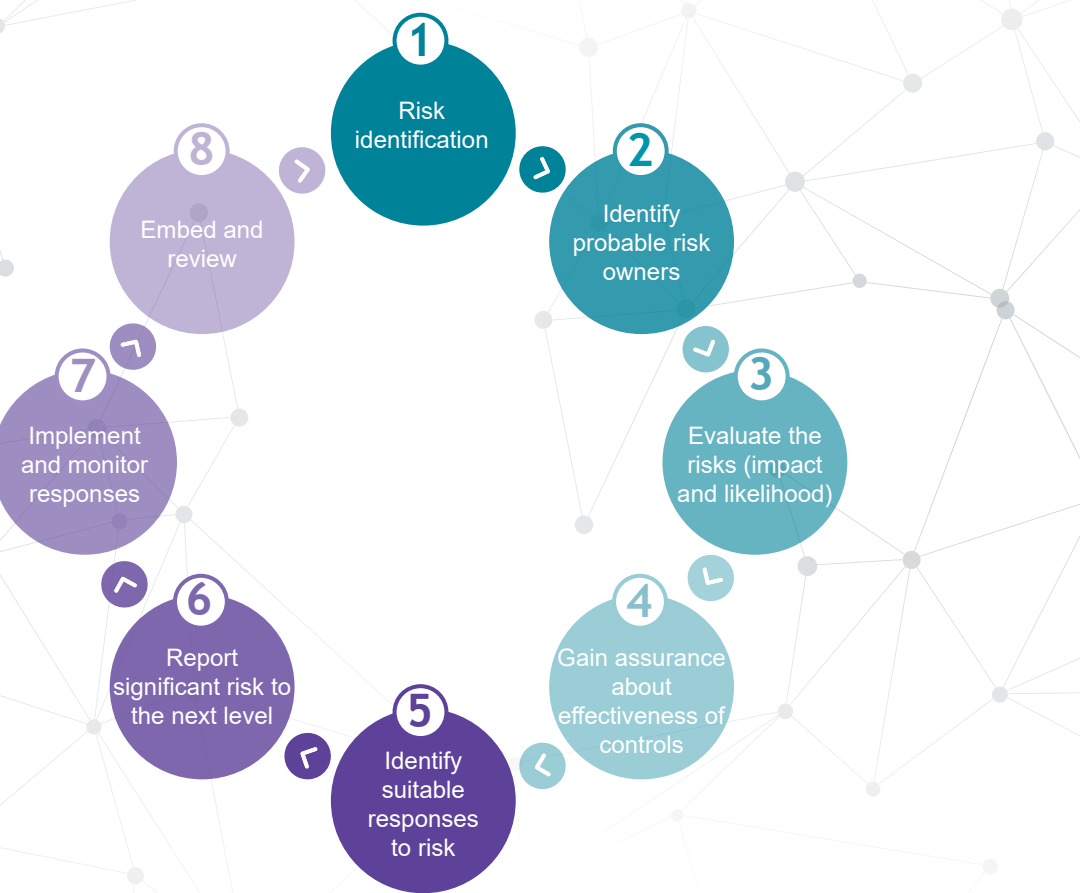 1
Risk
identification
2
Identify
probable risk
owners
3
Evaluate the
risks (impact
and likelihood)
4
Gain assurance
about
effectiveness of
controls
5
Identify
suitable
responses
to risk
6
Report
significant risk to
the next level
7
Implement
and monitor
responses
8
Embed and
review